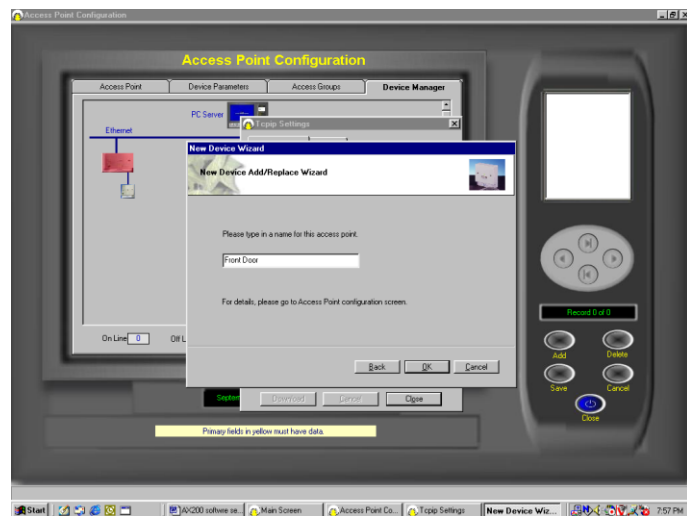 Access Point Configuration
Access Point Configuration
Access Point
Device Parameters
Access Groups
Device Manager
PC Server
Ethernet
Tcpip Settings
New Device Wizard
New Device Add/Replace Wizard
Please type in a name for this access point.
Front Door
For details, please go to Access Point configuration screen.
On Line 0
Off L
Back
OK
Cancel
Septem
Download
Cancel
Close
Primary fields in yellow must have data.
Record 0 of 0
Add
Delete
Save
Cancel
Close
Start
AX200 softwre se...
Main Screen
Access Point Co...
Tcpip Settings
New Device Wiz...
7:57 PM